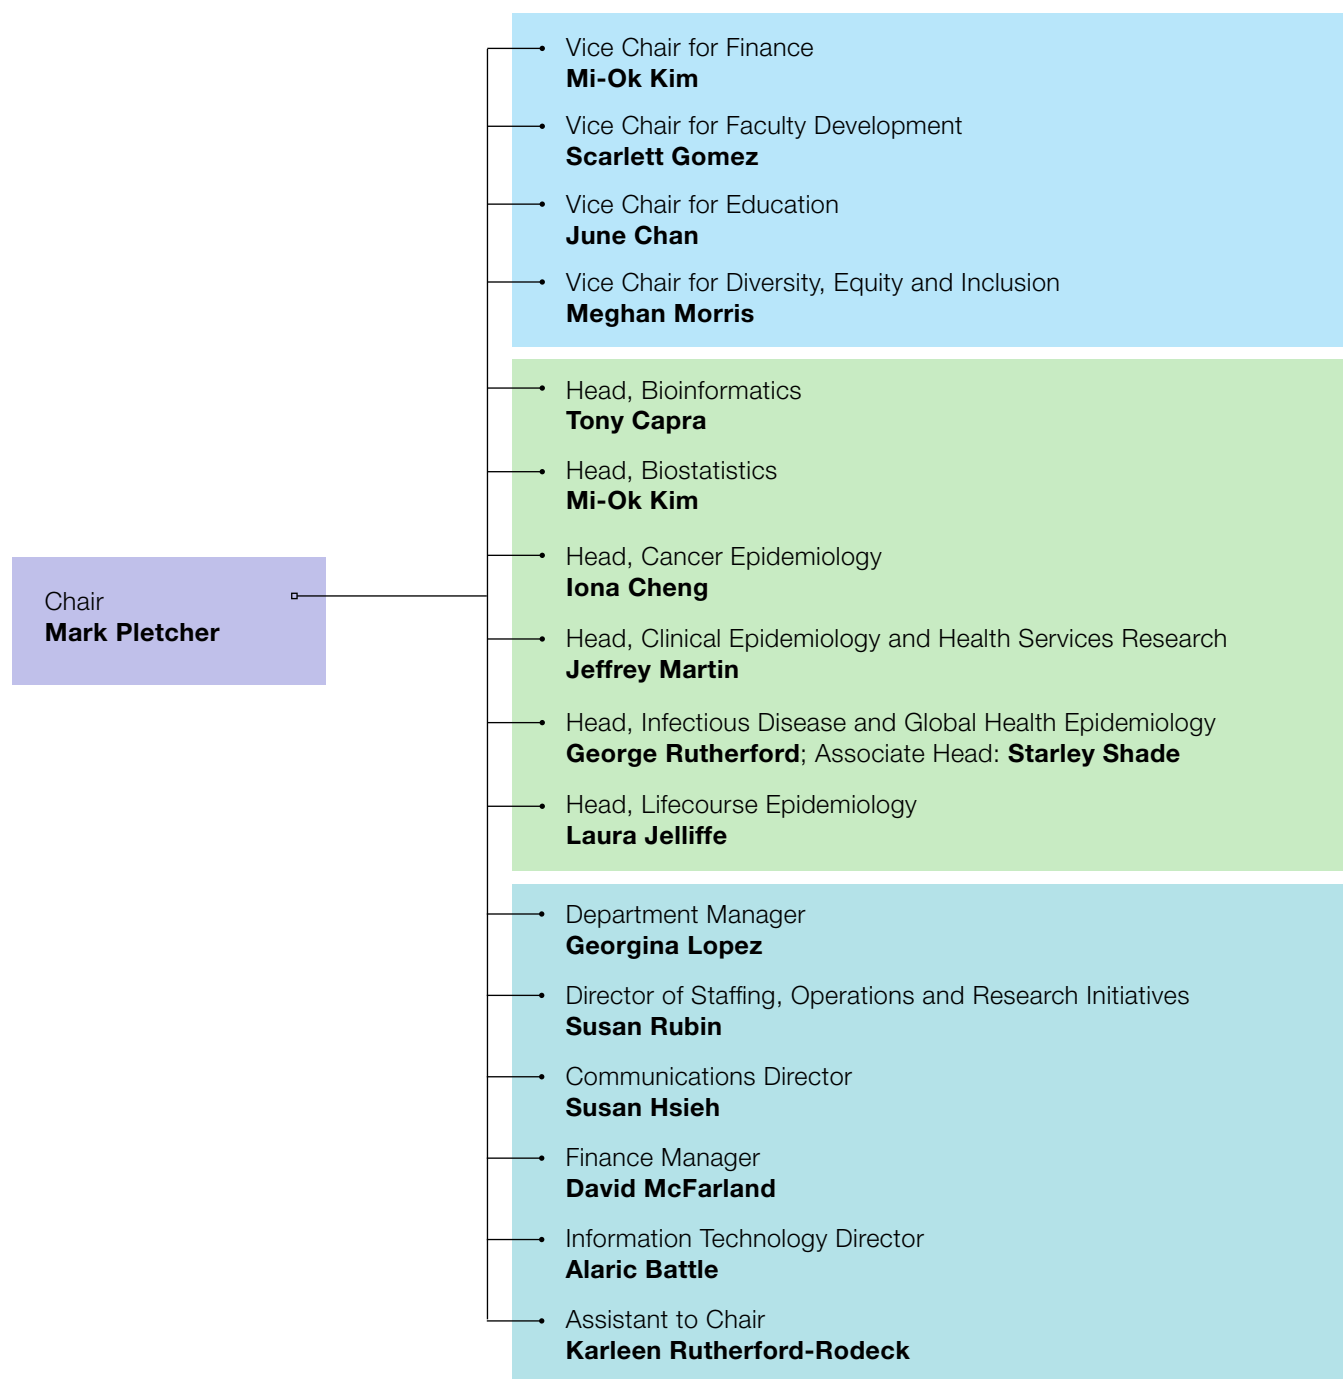 Vice Chair for Finance
Mi-Ok Kim
Vice Chair for Faculty Development
Scarlett Gomez
Vice Chair for Education
June Chan
Vice Chair for Diversity, Equity and Inclusion
Meghan Morris
Head, Bioinformatics
Tony Capra
Head, Biostatistics
Mi-Ok Kim
Head, Cancer Epidemiology
Iona Cheng
Chair
Mark Pletcher
Head, Clinical Epidemiology and Health Services Research
Jeffrey Martin
Head, Infectious Disease and Global Health Epidemiology
George Rutherford; Associate Head: Starley Shade
Head, Lifecourse Epidemiology
Laura Jelliffe
Department Manager
Georgina Lopez
Director of Staffing, Operations and Research Initiatives
Susan Rubin
Communications Director
Susan Hsieh
Finance Manager
David McFarland
Information Technology Director
Alaric Battle
Assistant to Chair
Karleen Rutherford-Rodeck